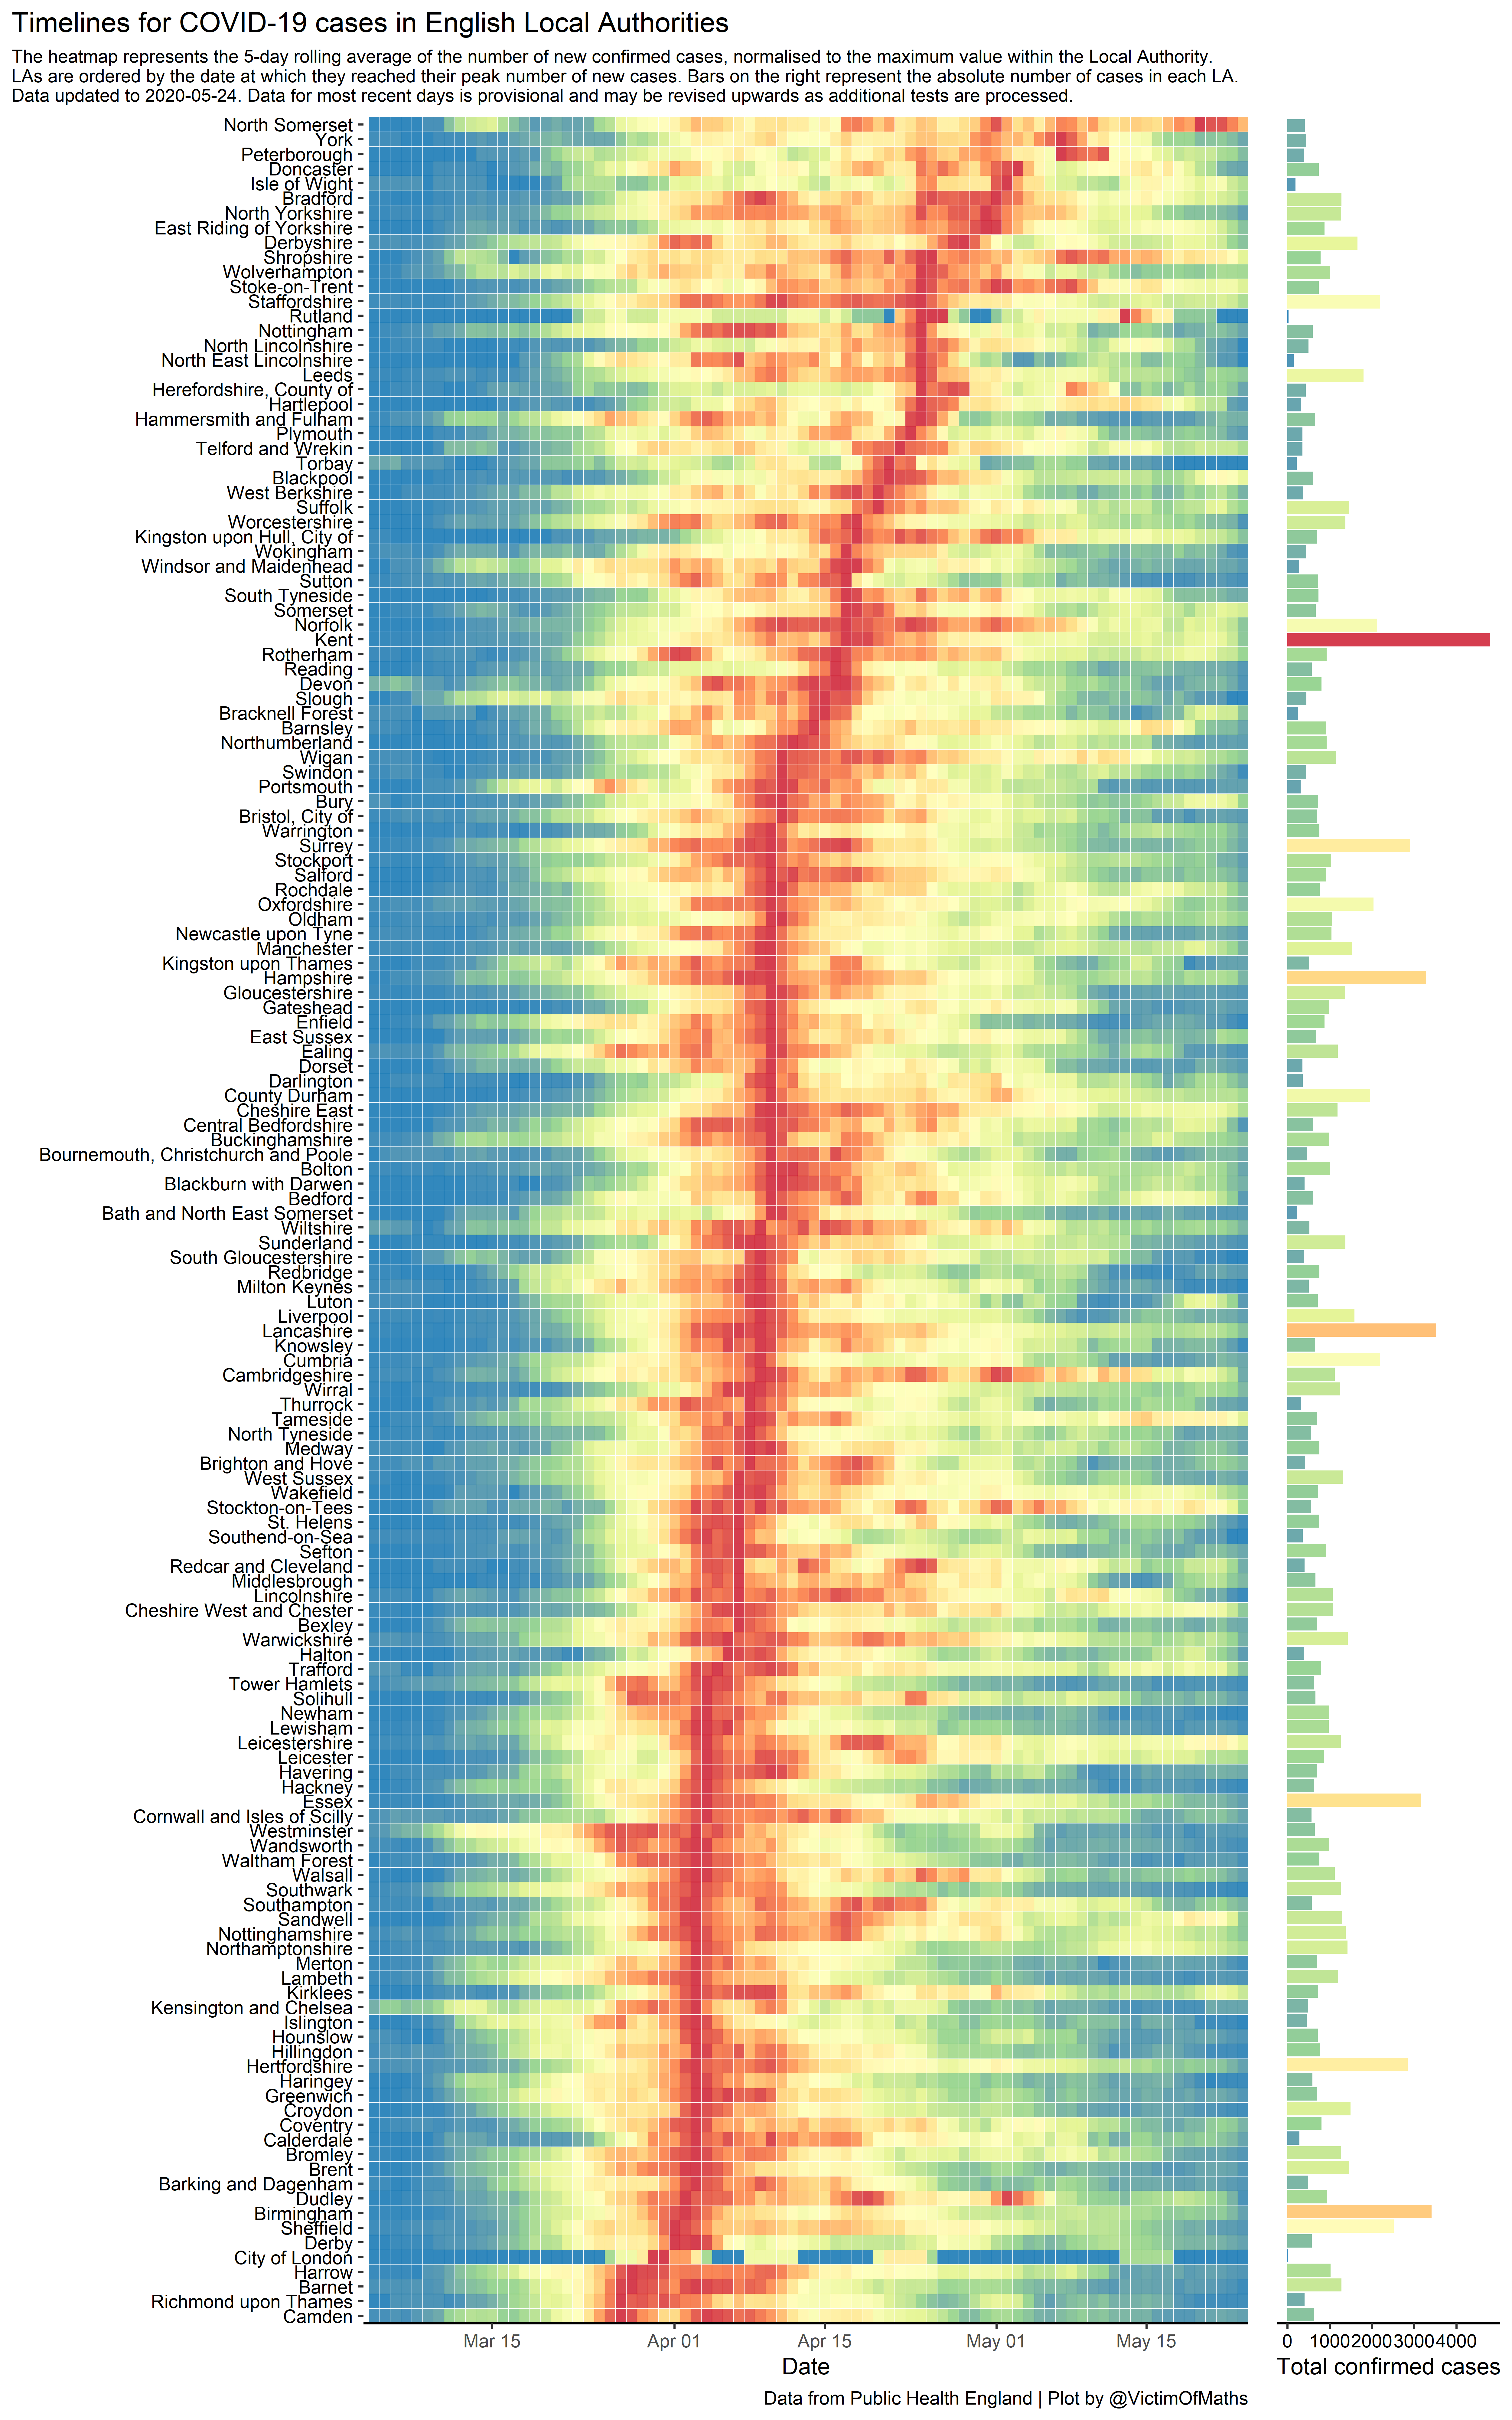 Timelines for COVID-19 cases in English Local Authorities
The heatmap represents the 5-day rolling average of the number of new confirmed cases, normalised to the maximum value within the Local Authority.
LAs are ordered by the date at which they reached their peak number of new cases. Bars on the right represent the absolute number of cases in each LA.
Data updated to 2020-05-24. Data for most recent days is provisional and may be revised upwards as additional tests are processed.
North Somerset
York
Peterborough
Doncaster
Isle of Wight
Bradford
North Yorkshire
East Riding of Yorkshire
Derbyshire
Shropshire
Wolverhampton
Stoke-on-Trent
Staffordshire
Rutland
Nottingham
North Lincolnshire
North East Lincolnshire
Leeds
Herefordshire, County of
Hartlepool
Hammersmith and Fulham
Plymouth
Telford and Wrekin
Torbay
Blackpool
West Berkshire
Suffolk
Worcestershire
Kingston upon Hull, City of
Wokingham
Windsor and Maidenhead
Sutton
South Tyneside
Somerset
Norfolk
Kent
Rotherham
Reading
Devon
Slough
Bracknell Forest
Barnsley
Northumberland
Wigan
Swindon
Portsmouth
Bury
Bristol, City of
Warrington
Surrey
Stockport
Salford
Rochdale
Oxfordshire
Oldham
Newcastle upon Tyne
Manchester
Kingston upon Thames
Hampshire
Gloucestershire
Gateshead
Enfield
East Sussex
Ealing
Dorset
Darlington
County Durham
Cheshire East
Central Bedfordshire
Buckinghamshire
Bournemouth, Christchurch and Poole
Bolton
Blackburn with Darwen
Bedford
Bath and North East Somerset
Wiltshire
Sunderland
South Gloucestershire
Redbridge
Milton Keynes
Luton
Liverpool
Lancashire
Knowsley
Cumbria
Cambridgeshire
Wirral
Thurrock
Tameside
North Tyneside
Medway
Brighton and Hove
West Sussex
Wakefield
Stockton-on-Tees
St. Helens
Southend-on-Sea
Sefton
Redcar and Cleveland
Middlesbrough
Lincolnshire
Cheshire West and Chester
Bexley
Warwickshire
Halton
Trafford
Tower Hamlets
Solihull
Newham
Lewisham
Leicestershire
Leicester
Havering
Hackney
Essex
Cornwall and Isles of Scilly
Westminster
Wandsworth
Waltham Forest
Walsall
Southwark
Southampton
Sandwell
Nottinghamshire
Northamptonshire
Merton
Lambeth
Kirklees
Kensington and Chelsea
Islington
Hounslow
Hillingdon
Hertfordshire
Haringey
Greenwich
Croydon
Coventry
Calderdale
Bromley
Brent
Barking and Dagenham
Dudley
Birmingham
Sheffield
Derby
City of London
Harrow
Barnet
Richmond upon Thames
Camden
Mar 15 Apr 01 Apr 15 May 01 May 15
Date
0 1000 2000 3000 4000
Total confirmed cases
Data from Public Health England | Plot by @VictimOfMaths